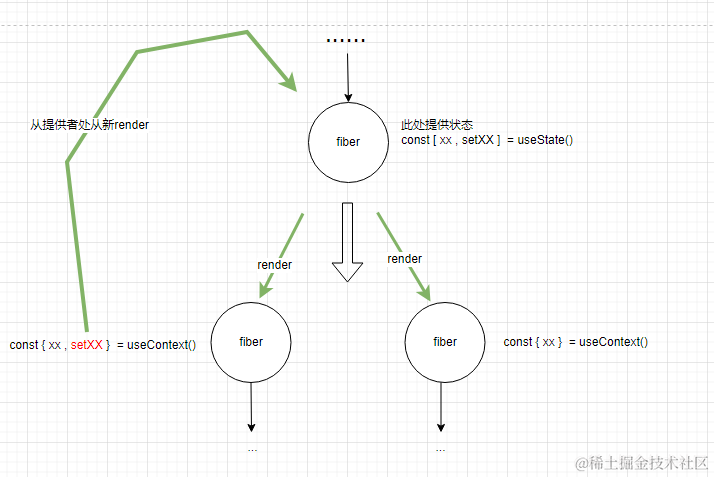 ......
从提供者处从新render
此处提供状态
fiber
const [ xx , setXX ] = useState()
render
render
const { xx , setXX } = useContext()
fiber
fiber
const { xx } = useContext()
...
...
@稀土掘金技术社区